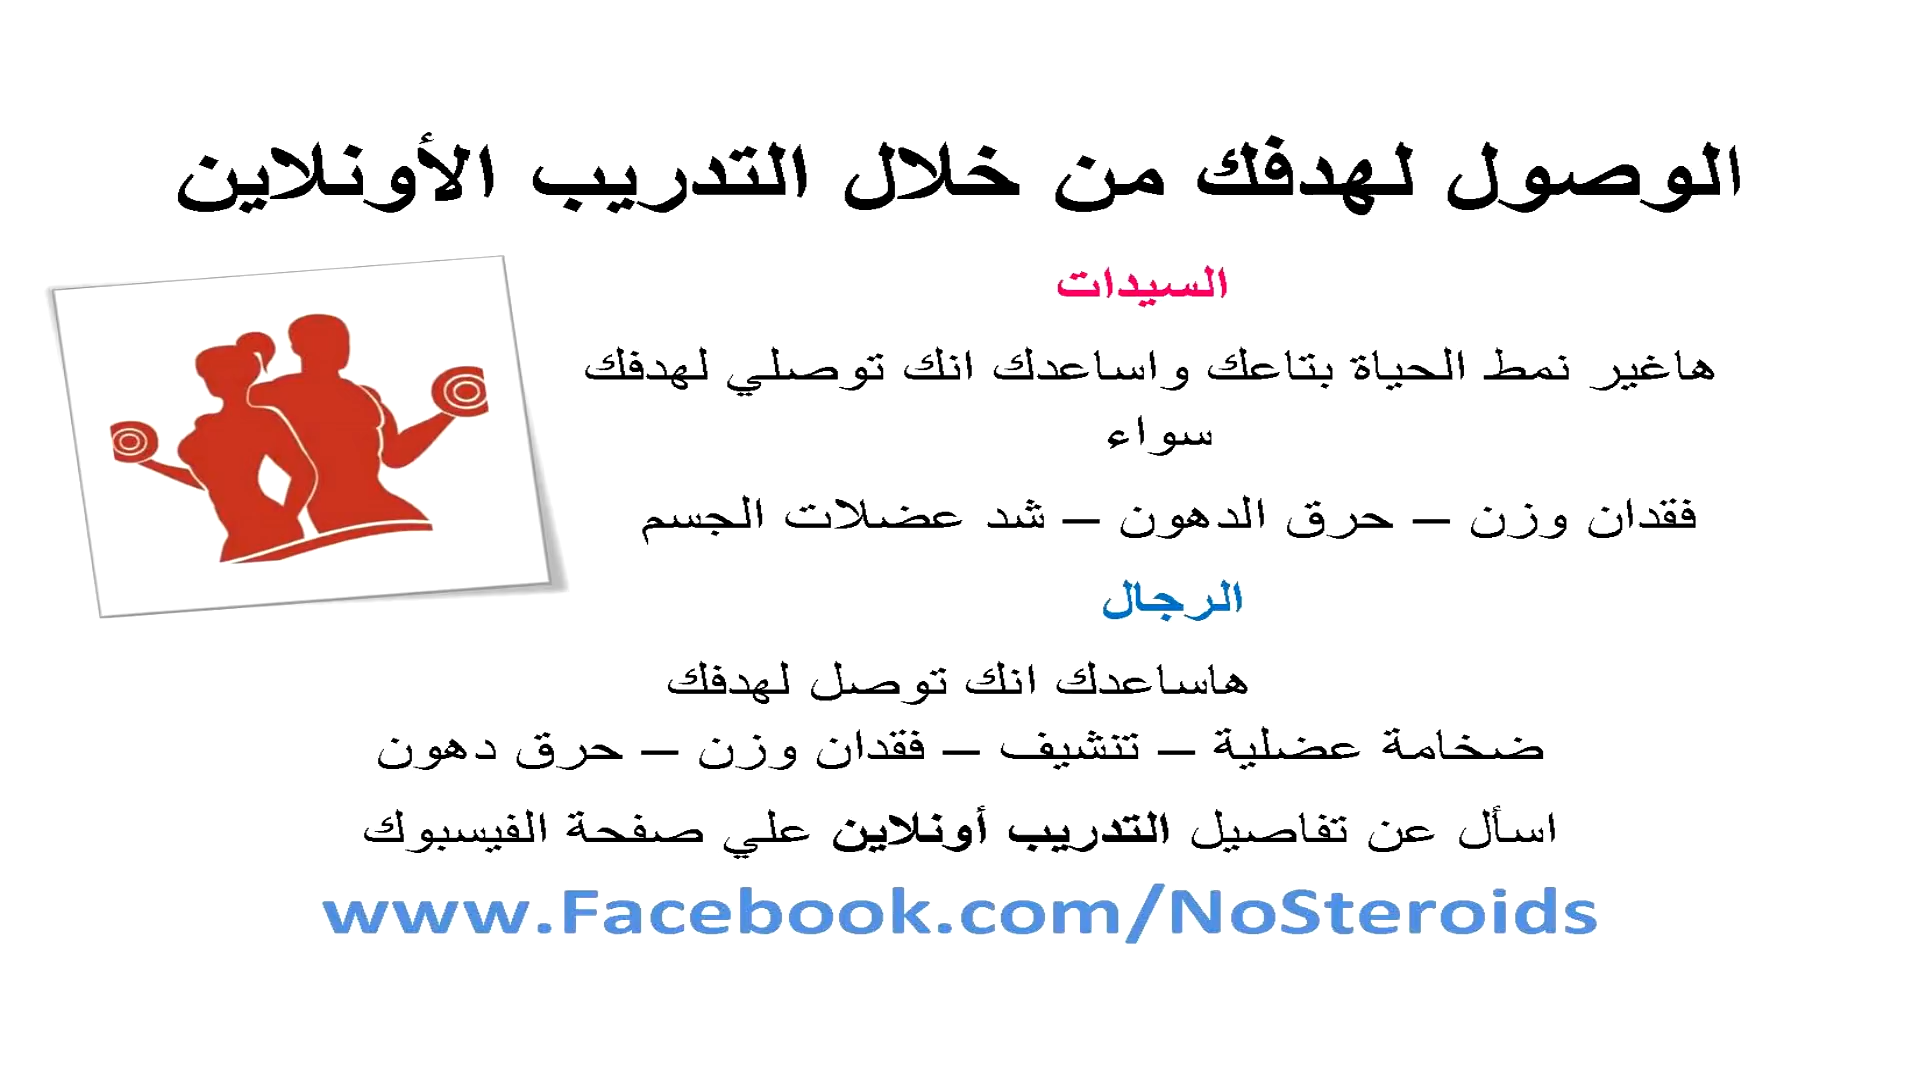 الوصول لهدفك من خلال التدريب الأونلاين
السيدات
هاغير نمط الحياة بتاعك واساعدك انك توصلي لهدفك
سواء
فقدان وزن – حرق الدهون – شد عضلات الجسم
الرجال
هاساعدك انك توصل لهدفك
ضخامة عضلية – تنشيف – فقدان وزن – حرق دهون
اسأل عن تفاصيل التدريب أونلاين علي صفحة الفيسبوك
www.Facebook.com/NoSteroids